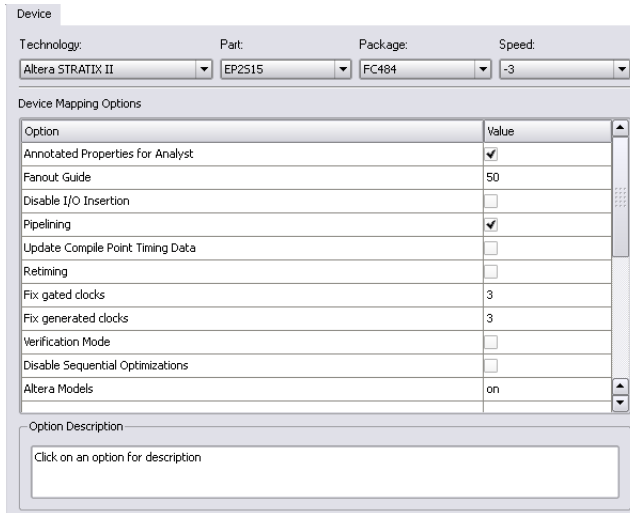 Device
Technology: Part: Package: Speed:
Altera STRATIX II EP2S15 FC484 -3
Device Mapping Options
Option Value
Annotated Properties for Analyst
Fanout Guide 50
Disable I/O Insertion
Pipelining
Update Compile Point Timing Data
Retiming
Fix gated clocks 3
Fix generated clocks 3
Verification Mode
Disable Sequential Optimizations
Altera Models on
Option Description
Click on an option for description